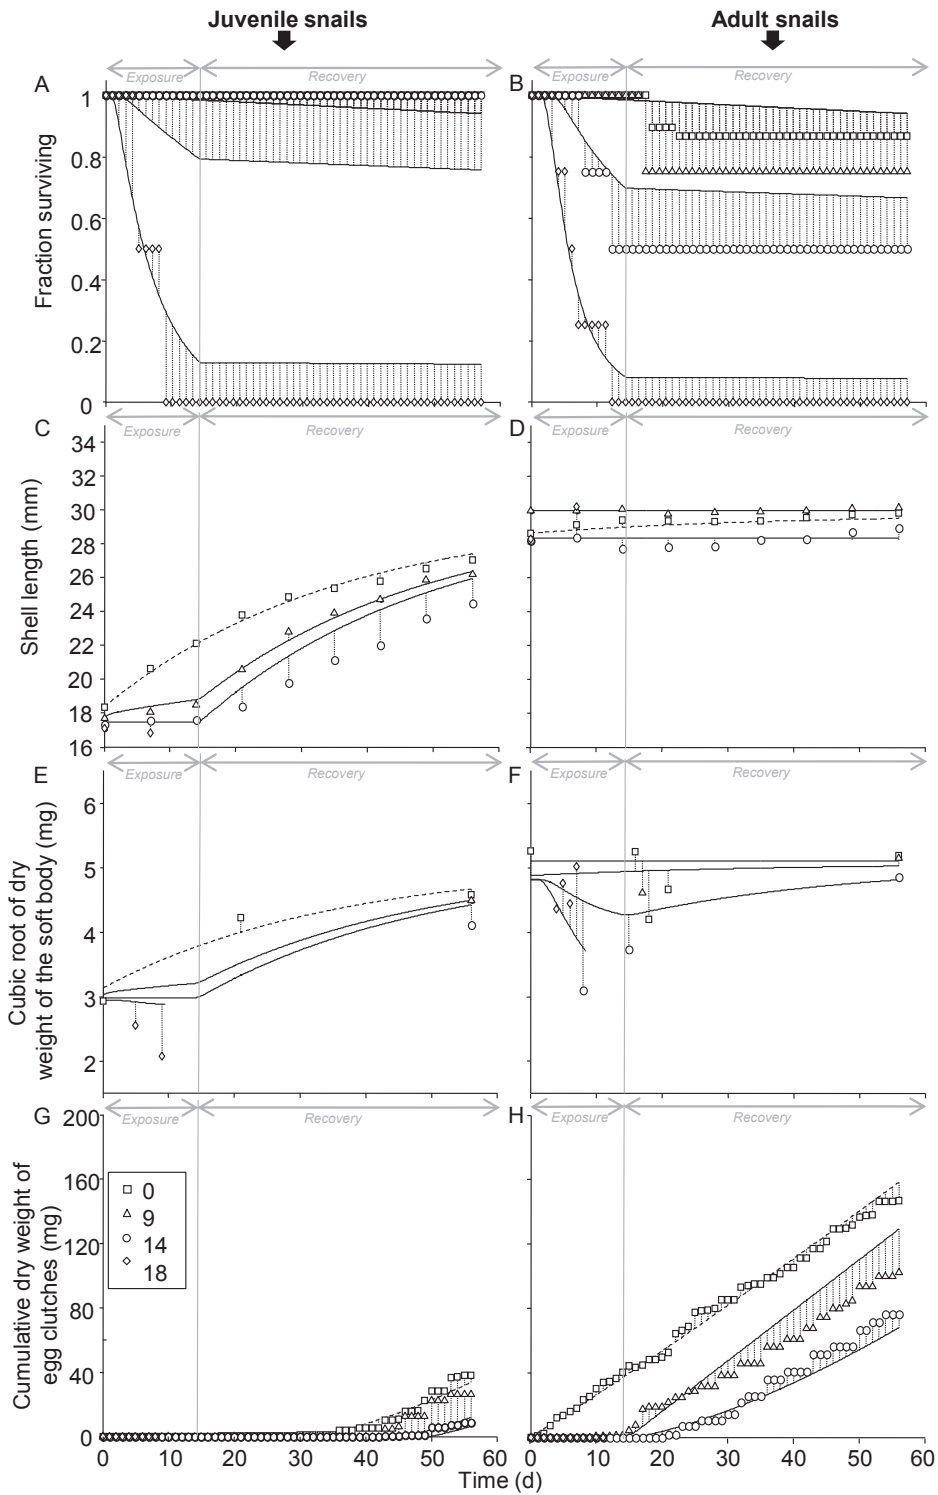 Juvenile snails
Adult snails
A
Exposure
Recovery
Fraction surviving
1
0.8
0.6
0.4
0.2
0
B
Exposure
Recovery
C
Exposure
Recovery
Shell length (mm)
34
32
30
28
26
24
22
20
18
16
D
Exposure
Recovery
E
Exposure
Recovery
Cubic root of dry
weight of the soft body (mg)
6
5
4
3
2
F
Exposure
Recovery
G
Exposure
Recovery
Cumulative dry weight of
egg clutches (mg)
200
160
120
80
40
0
0
9
14
18
0 10 20 30 40 50 60
H
Exposure
Recovery
0 10 20 30 40 50 60
Time (d)